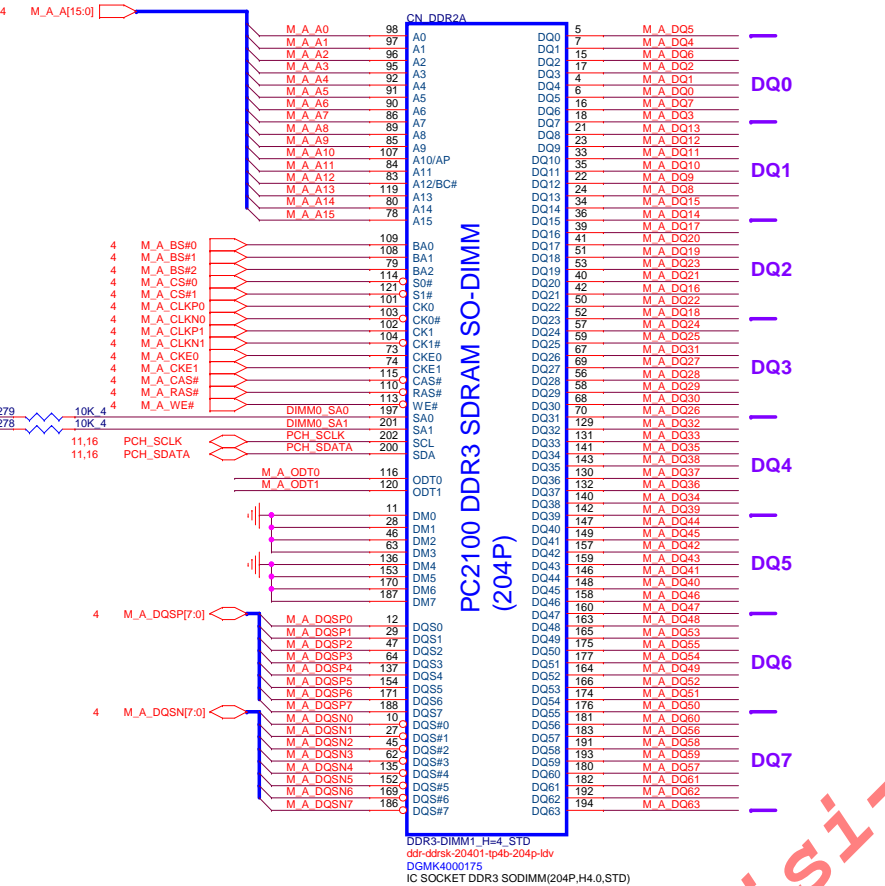 4 M_A_A[15:0]
CN_DDR2A
M_A_A0 98 A0
M_A_A1 97 A1
M_A_A2 96 A2
M_A_A3 95 A3
M_A_A4 92 A4
M_A_A5 91 A5
M_A_A6 90 A6
M_A_A7 86 A7
M_A_A8 89 A8
M_A_A9 85 A9
M_A_A10 107 A10/AP
M_A_A11 84 A11
M_A_A12 83 A12/BC#
M_A_A13 119 A13
M_A_A14 80 A14
M_A_A15 78 A15
4 M_A_BS#0 109 BA0
4 M_A_BS#1 108 BA1
4 M_A_BS#2 79 BA2
4 M_A_CS#0 114 S0#
4 M_A_CS#1 121 S1#
4 M_A_CLKP0 101 CK0
4 M_A_CLKN0 103 CK0#
4 M_A_CLKP1 102 CK1
4 M_A_CLKN1 104 CK1#
4 M_A_CKE0 73 CKE0
4 M_A_CKE1 74 CKE1
4 M_A_CAS# 115 CAS#
4 M_A_RAS# 110 RAS#
4 M_A_WE# 113 WE#
279 10K_4 DIMM0_SA0 197 SA0
278 10K_4 DIMM0_SA1 201 SA1
11,16 PCH_SCLK PCH_SCLK 202 SCL
11,16 PCH_SDATA PCH_SDATA 200 SDA
M_A_ODT0 116 ODT0
M_A_ODT1 120 ODT1
11 DM0
28 DM1
46 DM2
63 DM3
136 DM4
153 DM5
170 DM6
187 DM7
4 M_A_DQSP[7:0]
M_A_DQSP0 12 DQS0
M_A_DQSP1 29 DQS1
M_A_DQSP2 47 DQS2
M_A_DQSP3 64 DQS3
M_A_DQSP4 137 DQS4
M_A_DQSP5 154 DQS5
M_A_DQSP6 171 DQS6
M_A_DQSP7 188 DQS7
4 M_A_DQSN[7:0]
M_A_DQSN0 10 DQS#0
M_A_DQSN1 27 DQS#1
M_A_DQSN2 45 DQS#2
M_A_DQSN3 62 DQS#3
M_A_DQSN4 135 DQS#4
M_A_DQSN5 152 DQS#5
M_A_DQSN6 169 DQS#6
M_A_DQSN7 186 DQS#7
PC2100 DDR3 SDRAM SO-DIMM
(204P)
DQ0 5 M_A_DQ5
DQ1 7 M_A_DQ4
DQ2 15 M_A_DQ6
DQ3 17 M_A_DQ2
DQ4 4 M_A_DQ1
DQ5 6 M_A_DQ0
DQ6 16 M_A_DQ7
DQ7 18 M_A_DQ3
DQ8 21 M_A_DQ13
DQ9 23 M_A_DQ12
DQ10 33 M_A_DQ11
DQ11 35 M_A_DQ10
DQ12 22 M_A_DQ9
DQ13 24 M_A_DQ8
DQ14 34 M_A_DQ15
DQ15 36 M_A_DQ14
DQ16 39 M_A_DQ17
DQ17 41 M_A_DQ20
DQ18 51 M_A_DQ19
DQ19 53 M_A_DQ23
DQ20 40 M_A_DQ21
DQ21 42 M_A_DQ16
DQ22 50 M_A_DQ22
DQ23 52 M_A_DQ18
DQ24 57 M_A_DQ24
DQ25 59 M_A_DQ25
DQ26 67 M_A_DQ31
DQ27 69 M_A_DQ27
DQ28 56 M_A_DQ28
DQ29 58 M_A_DQ29
DQ30 68 M_A_DQ30
DQ31 70 M_A_DQ26
DQ32 129 M_A_DQ32
DQ33 131 M_A_DQ33
DQ34 141 M_A_DQ35
DQ35 143 M_A_DQ38
DQ36 130 M_A_DQ37
DQ37 132 M_A_DQ36
DQ38 140 M_A_DQ34
DQ39 142 M_A_DQ39
DQ40 147 M_A_DQ44
DQ41 149 M_A_DQ45
DQ42 157 M_A_DQ42
DQ43 159 M_A_DQ43
DQ44 146 M_A_DQ41
DQ45 148 M_A_DQ40
DQ46 158 M_A_DQ46
DQ47 160 M_A_DQ47
DQ48 163 M_A_DQ48
DQ49 165 M_A_DQ53
DQ50 175 M_A_DQ55
DQ51 177 M_A_DQ54
DQ52 164 M_A_DQ49
DQ53 166 M_A_DQ52
DQ54 174 M_A_DQ51
DQ55 176 M_A_DQ50
DQ56 181 M_A_DQ60
DQ57 183 M_A_DQ56
DQ58 191 M_A_DQ58
DQ59 193 M_A_DQ59
DQ60 180 M_A_DQ57
DQ61 182 M_A_DQ61
DQ62 192 M_A_DQ62
DQ63 194 M_A_DQ63
DQ0
DQ1
DQ2
DQ3
DQ4
DQ5
DQ6
DQ7
DDR3-DIMM1_H=4_STD
ddr-ddrsk-20401-tp4b-204p-ldv
DGMK4000175
IC SOCKET DDR3 SODIMM(204P,H4.0,STD)